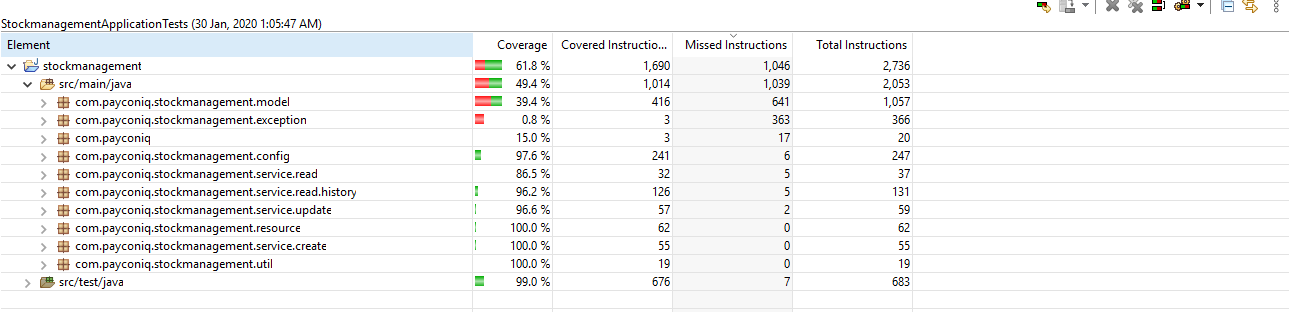 StockmanagementApplicationTests (30 Jan, 2020 1:05:47 AM)
Element Coverage Covered Instructio... Missed Instructions Total Instructions
stockmanagement 61.8 % 1,690 1,046 2,736
src/main/java 49.4 % 1,014 1,039 2,053
com.payconiq.stockmanagement.model 39.4 % 416 641 1,057
com.payconiq.stockmanagement.exception 0.8 % 3 363 366
com.payconiq 15.0 % 3 17 20
com.payconiq.stockmanagement.config 97.6 % 241 6 247
com.payconiq.stockmanagement.service.read 86.5 % 32 5 37
com.payconiq.stockmanagement.service.read.history 96.2 % 126 5 131
com.payconiq.stockmanagement.service.update 96.6 % 57 2 59
com.payconiq.stockmanagement.resource 100.0 % 62 0 62
com.payconiq.stockmanagement.service.create 100.0 % 55 0 55
com.payconiq.stockmanagement.util 100.0 % 19 0 19
src/test/java 99.0 % 676 7 683